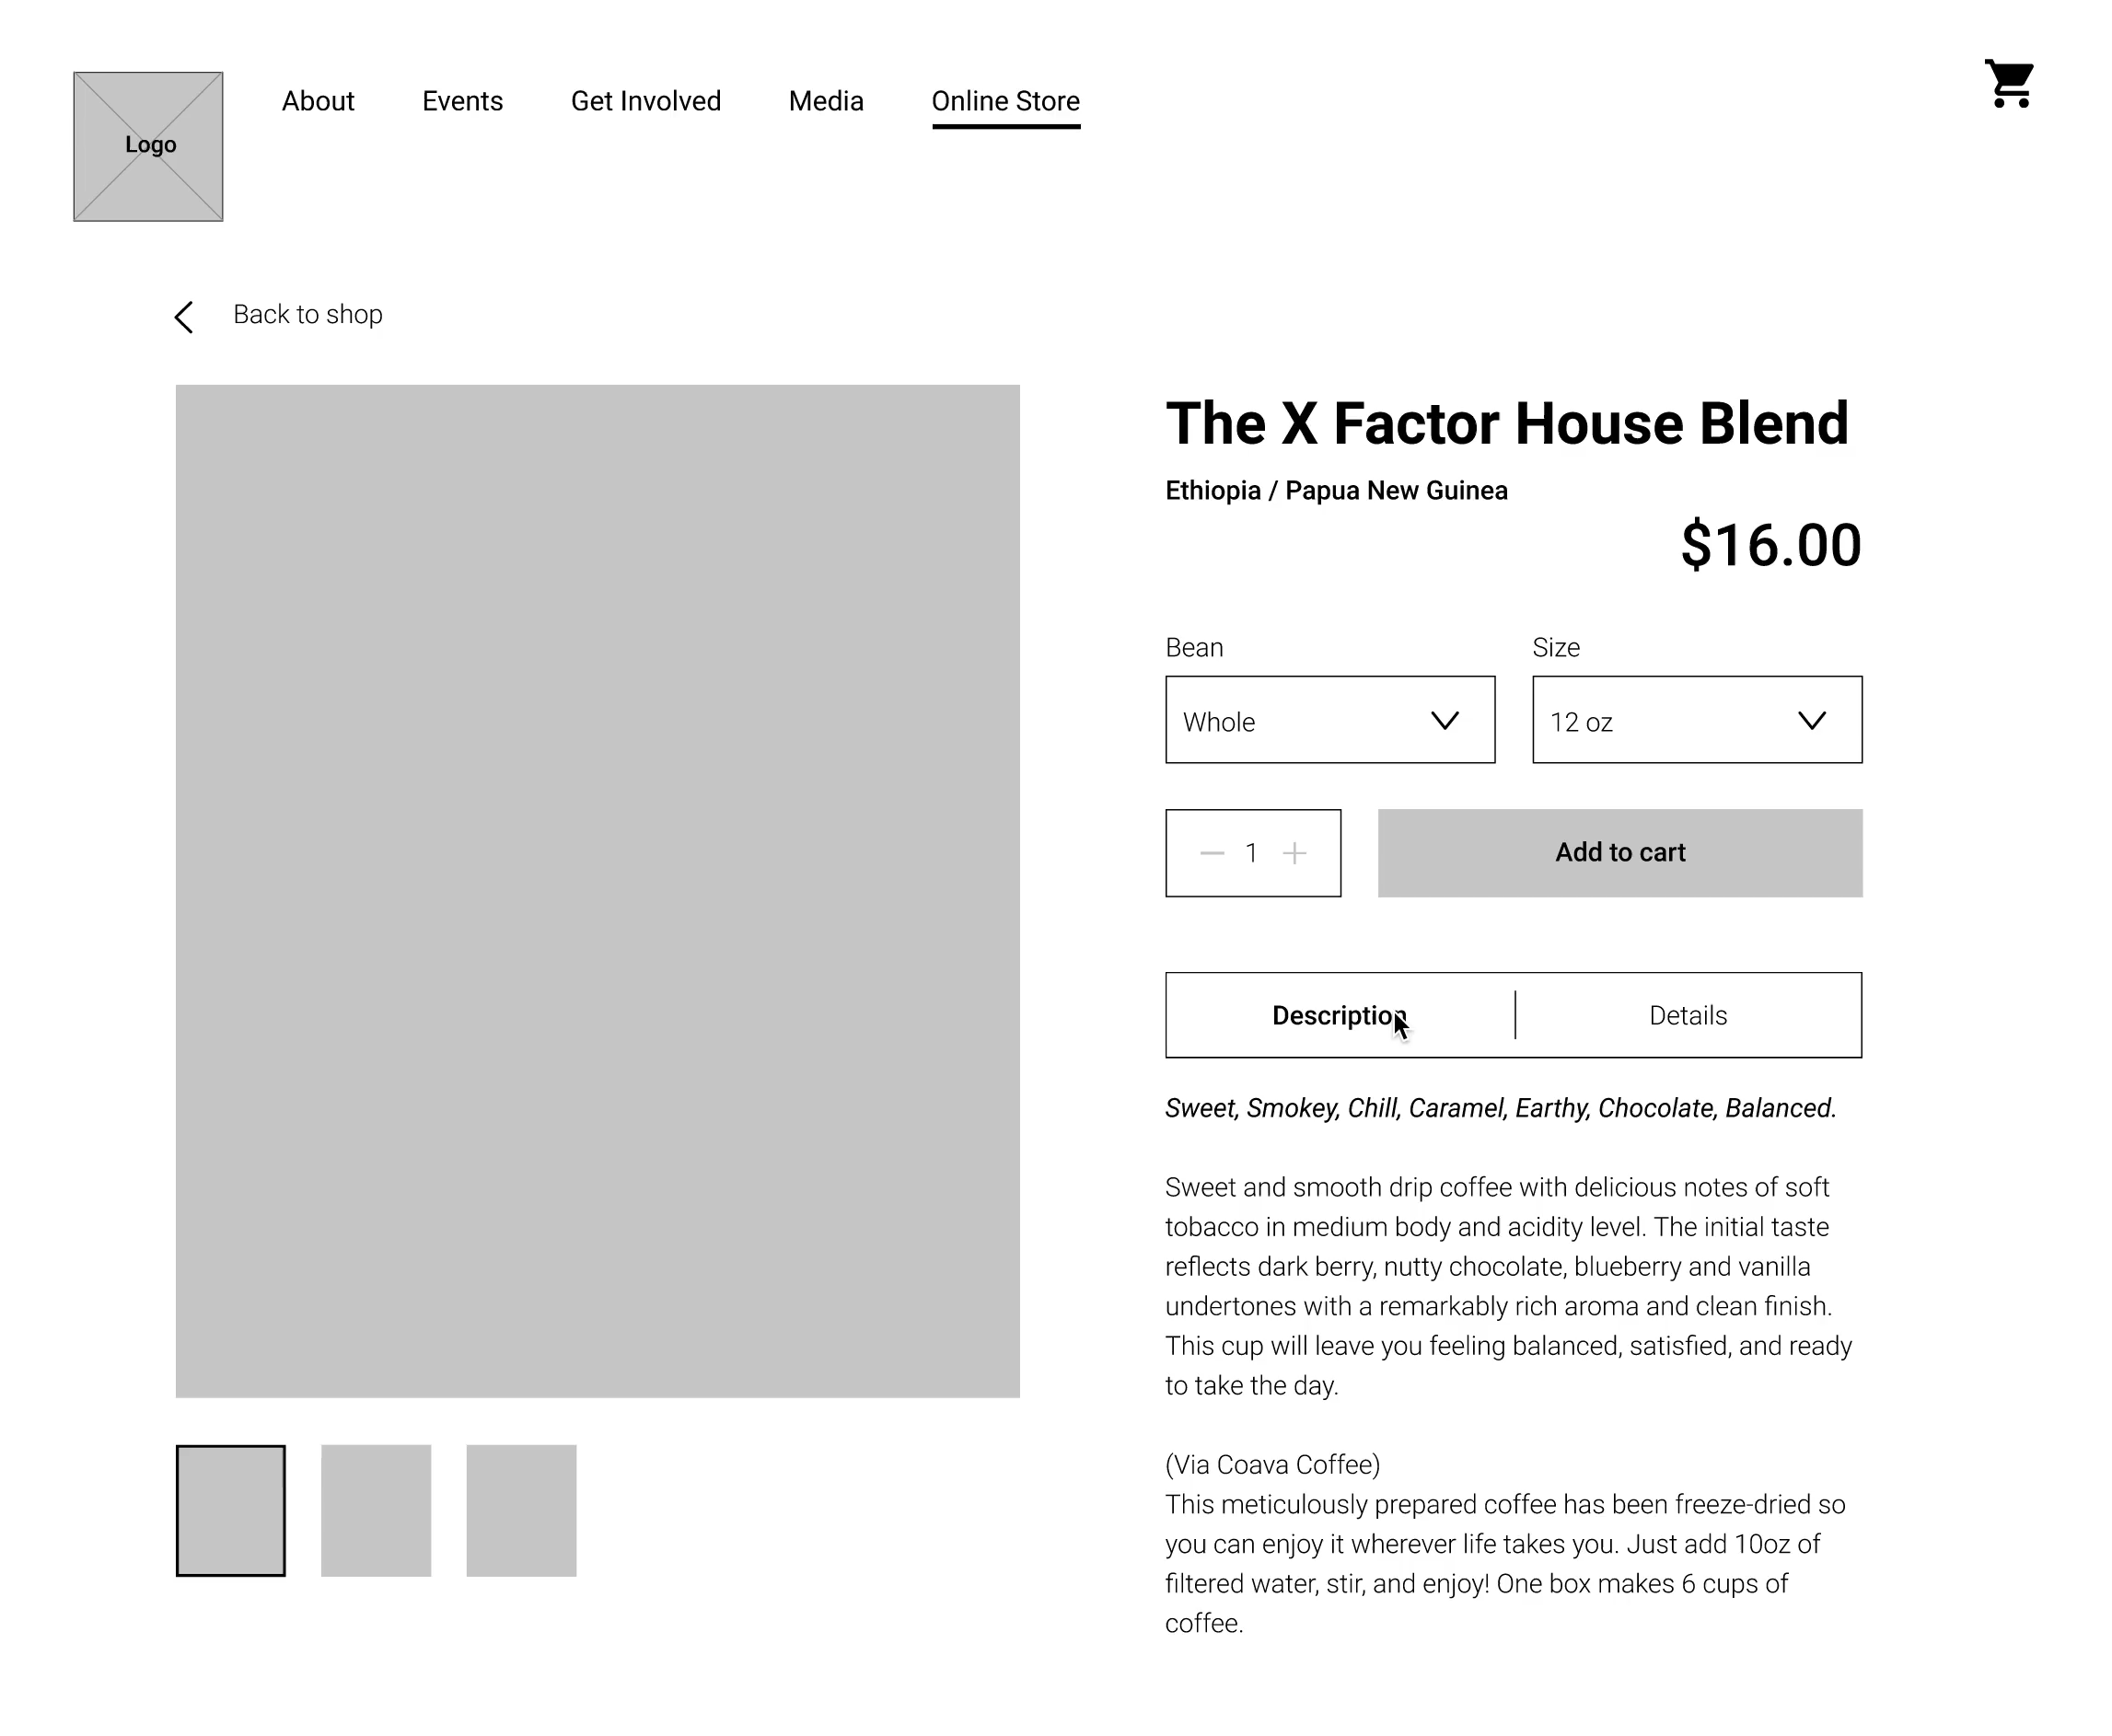 Logo
About
Events
Get Involved
Media
Online Store
Back to shop
The X Factor House Blend
Ethiopia / Papua New Guinea
$16.00
Bean
Size
Whole
12 oz
1
Add to cart
Description
Details
Sweet, Smokey, Chill, Caramel, Earthy, Chocolate, Balanced.
Sweet and smooth drip coffee with delicious notes of soft
tobacco in medium body and acidity level. The initial taste
reflects dark berry, nutty chocolate, blueberry and vanilla
undertones with a remarkably rich aroma and clean finish.
This cup will leave you feeling balanced, satisfied, and ready
to take the day.
(Via Coava Coffee)
This meticulously prepared coffee has been freeze-dried so
you can enjoy it wherever life takes you. Just add 10oz of
filtered water, stir, and enjoy! One box makes 6 cups of
coffee.